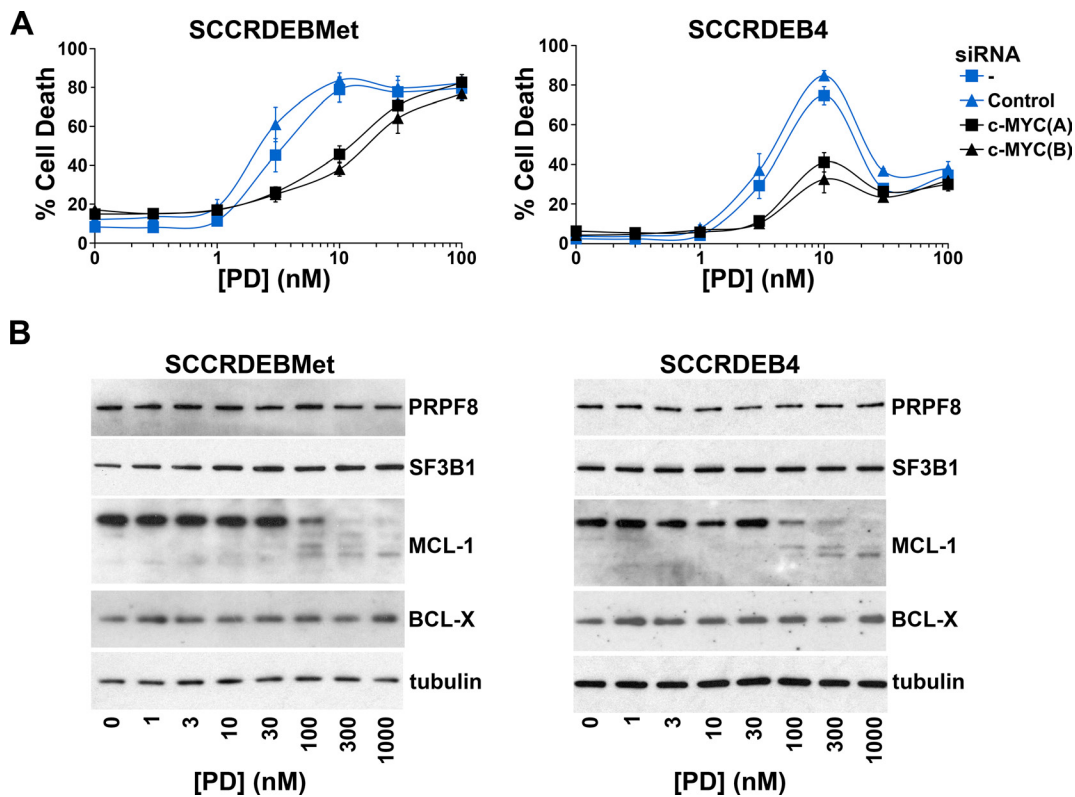 A
SCCRDEBMet
SCCRDEB4
% Cell Death
100
80
60
40
20
0
0
1
10
100
[PD] (nM)
% Cell Death
100
80
60
40
20
0
0
1
10
100
[PD] (nM)
siRNA
-
Control
c-MYC(A)
c-MYC(B)
B
SCCRDEBMet
PRPF8
SF3B1
MCL-1
BCL-X
tubulin
0 1 3 10 30 100 300 1000
[PD] (nM)
SCCRDEB4
PRPF8
SF3B1
MCL-1
BCL-X
tubulin
0 1 3 10 30 100 300 1000
[PD] (nM)